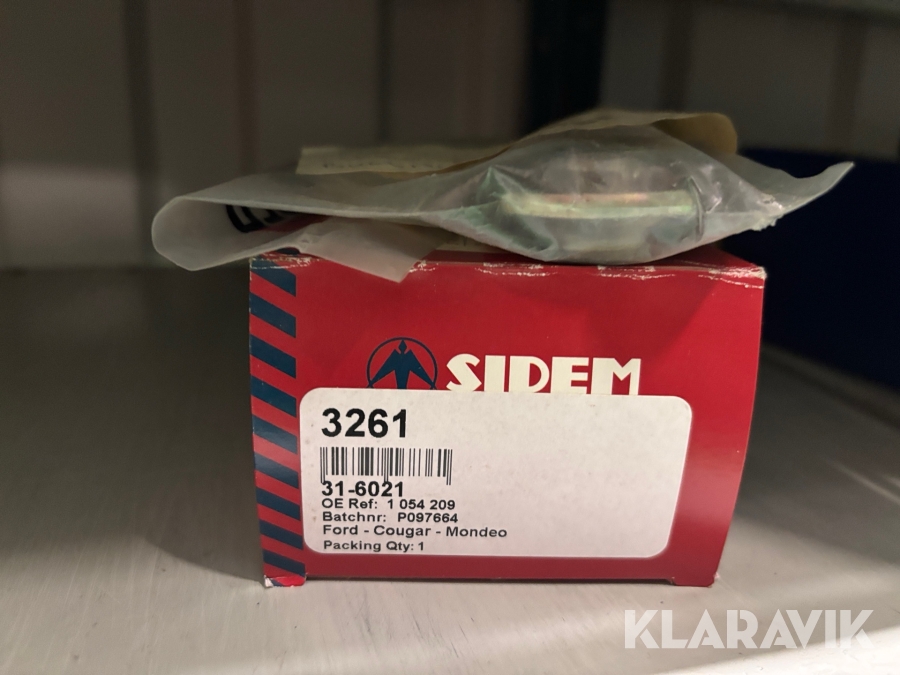 SIDEM
3261
31-6021
OE Ref: 1 054 209
Batchnr: P097664
Ford - Cougar - Mondeo
Packing Qty: 1
KLARAVIK